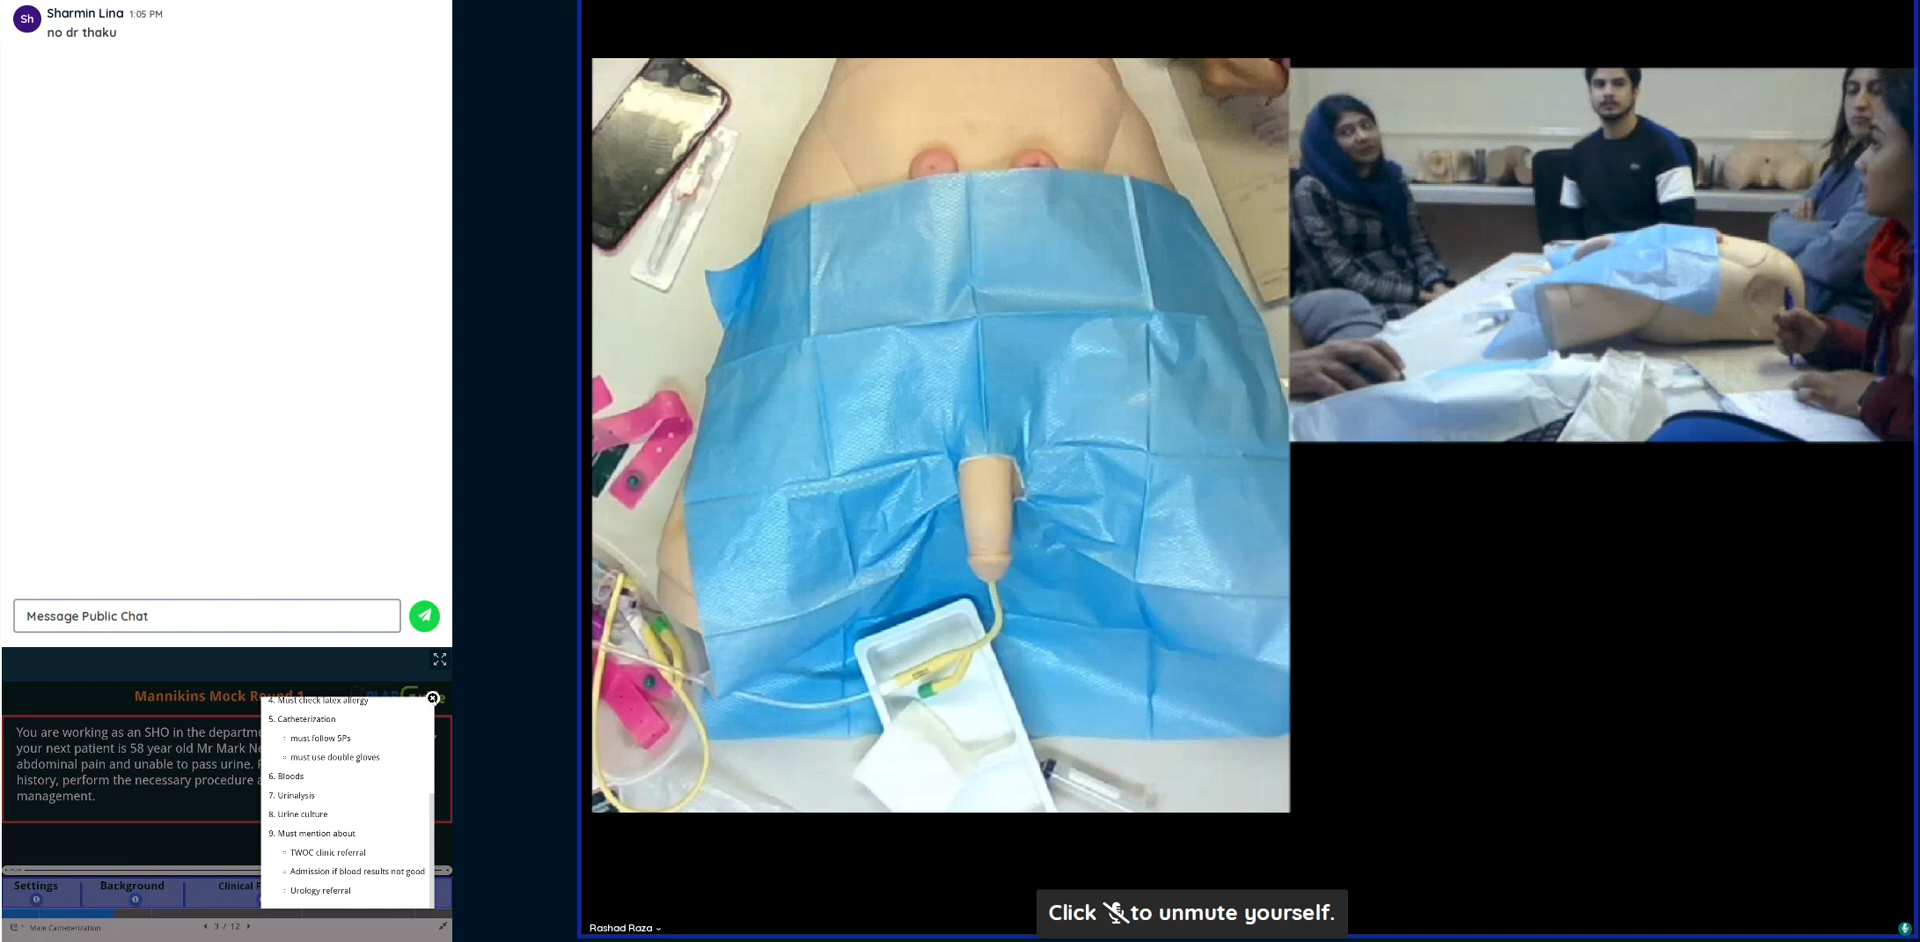 Sh
Sharmin Lina 1:05 PM
no dr thaku
Message Public Chat
Mannikins Mock Round 1
You are working as an SHO in the departme
your next patient is 58 year old Mr Mark Ne
abdominal pain and unable to pass urine.
history, perform the necessary procedure a
management.
4. Must check latex allergy
5. Catheterization
must follow 5Ps
must use double gloves
6. Bloods
7. Urinalysis
8. Urine culture
9. Must mention about
TWOC clinic referral
Admission if blood results not good
Urology referral
Settings
Background
Clinical
Male Catheterization
3 / 12
Rashad Raza
Click to unmute yourself.